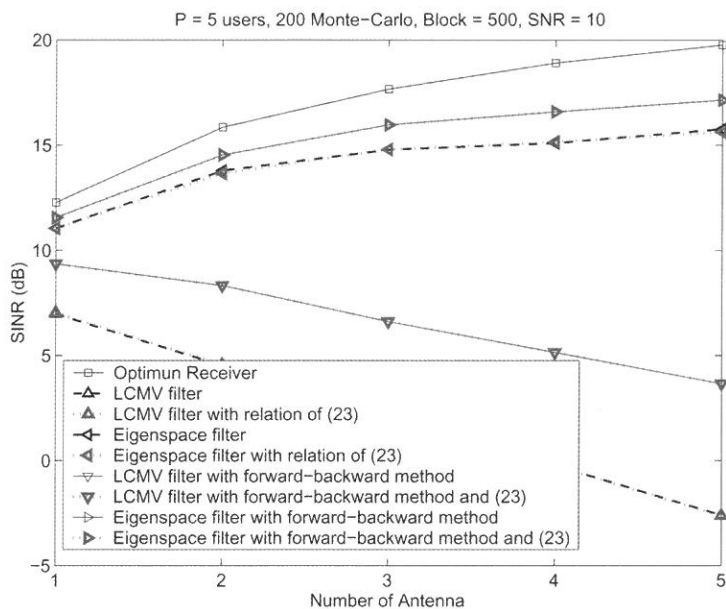 P = 5 users, 200 Monte-Carlo, Block = 500, SNR = 10
20
15
10
5
0
-5
SINR (dB)
Optimun Receiver
LCMV filter
LCMV filter with relation of (23)
Eigenspace filter
Eigenspace filter with relation of (23)
LCMV filter with forward-backward method
LCMV filter with forward-backward method and (23)
Eigenspace filter with forward-backward method
Eigenspace filter with forward-backward method and (23)
1 2 3 4 5
Number of Antenna